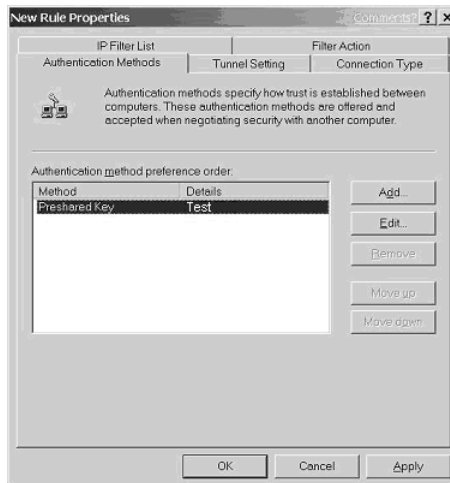 New Rule Properties Comments? ? ×
IP Filter List Filter Action
Authentication Methods Tunnel Setting Connection Type
Authentication methods specify how trust is established between
computers. These authentication methods are offered and
accepted when negotiating security with another computer.
Authentication method preference order:
Method Details
Preshared Key Test
Add...
Edit...
Remove
Move up
Move down
OK Cancel Apply